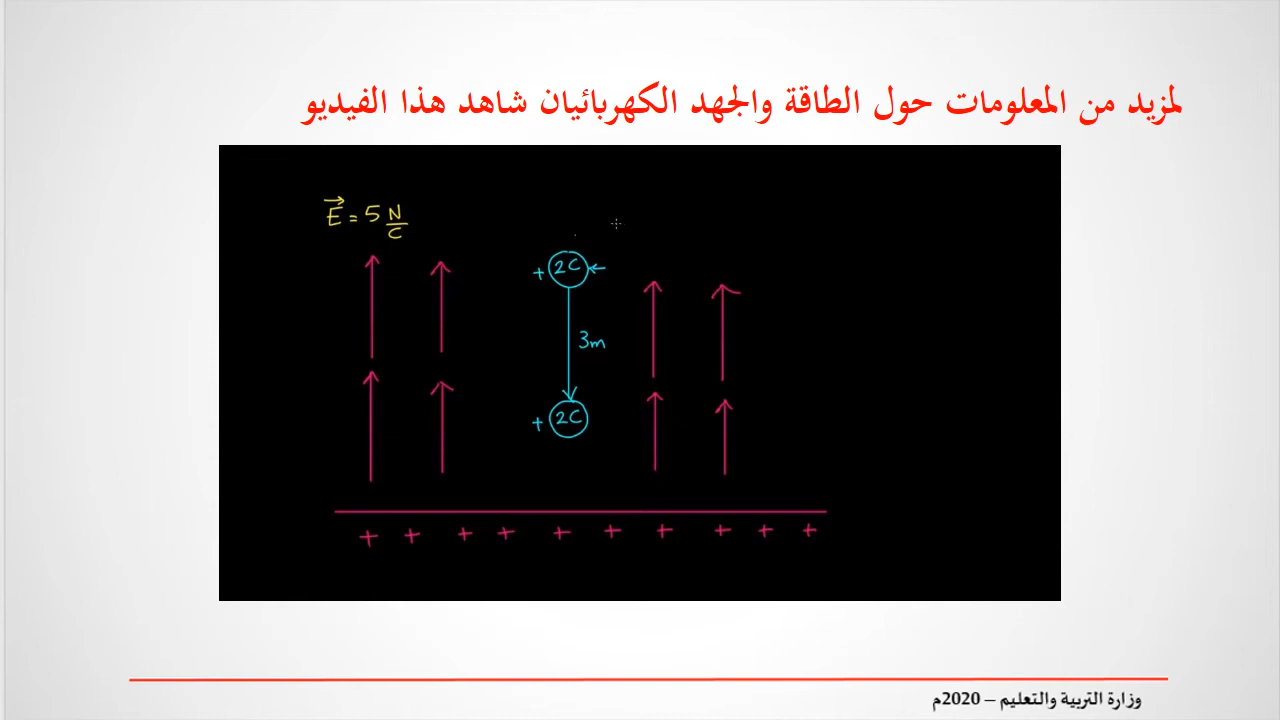 لمزيد من المعلومات حول الطاقة والجهد الكهربائيان شاهد هذا الفيديو
E = 5 N/C
+ 2C
3m
+ 2C
+ + + + + + + + + +
وزارة التربية والتعليم – 2020م